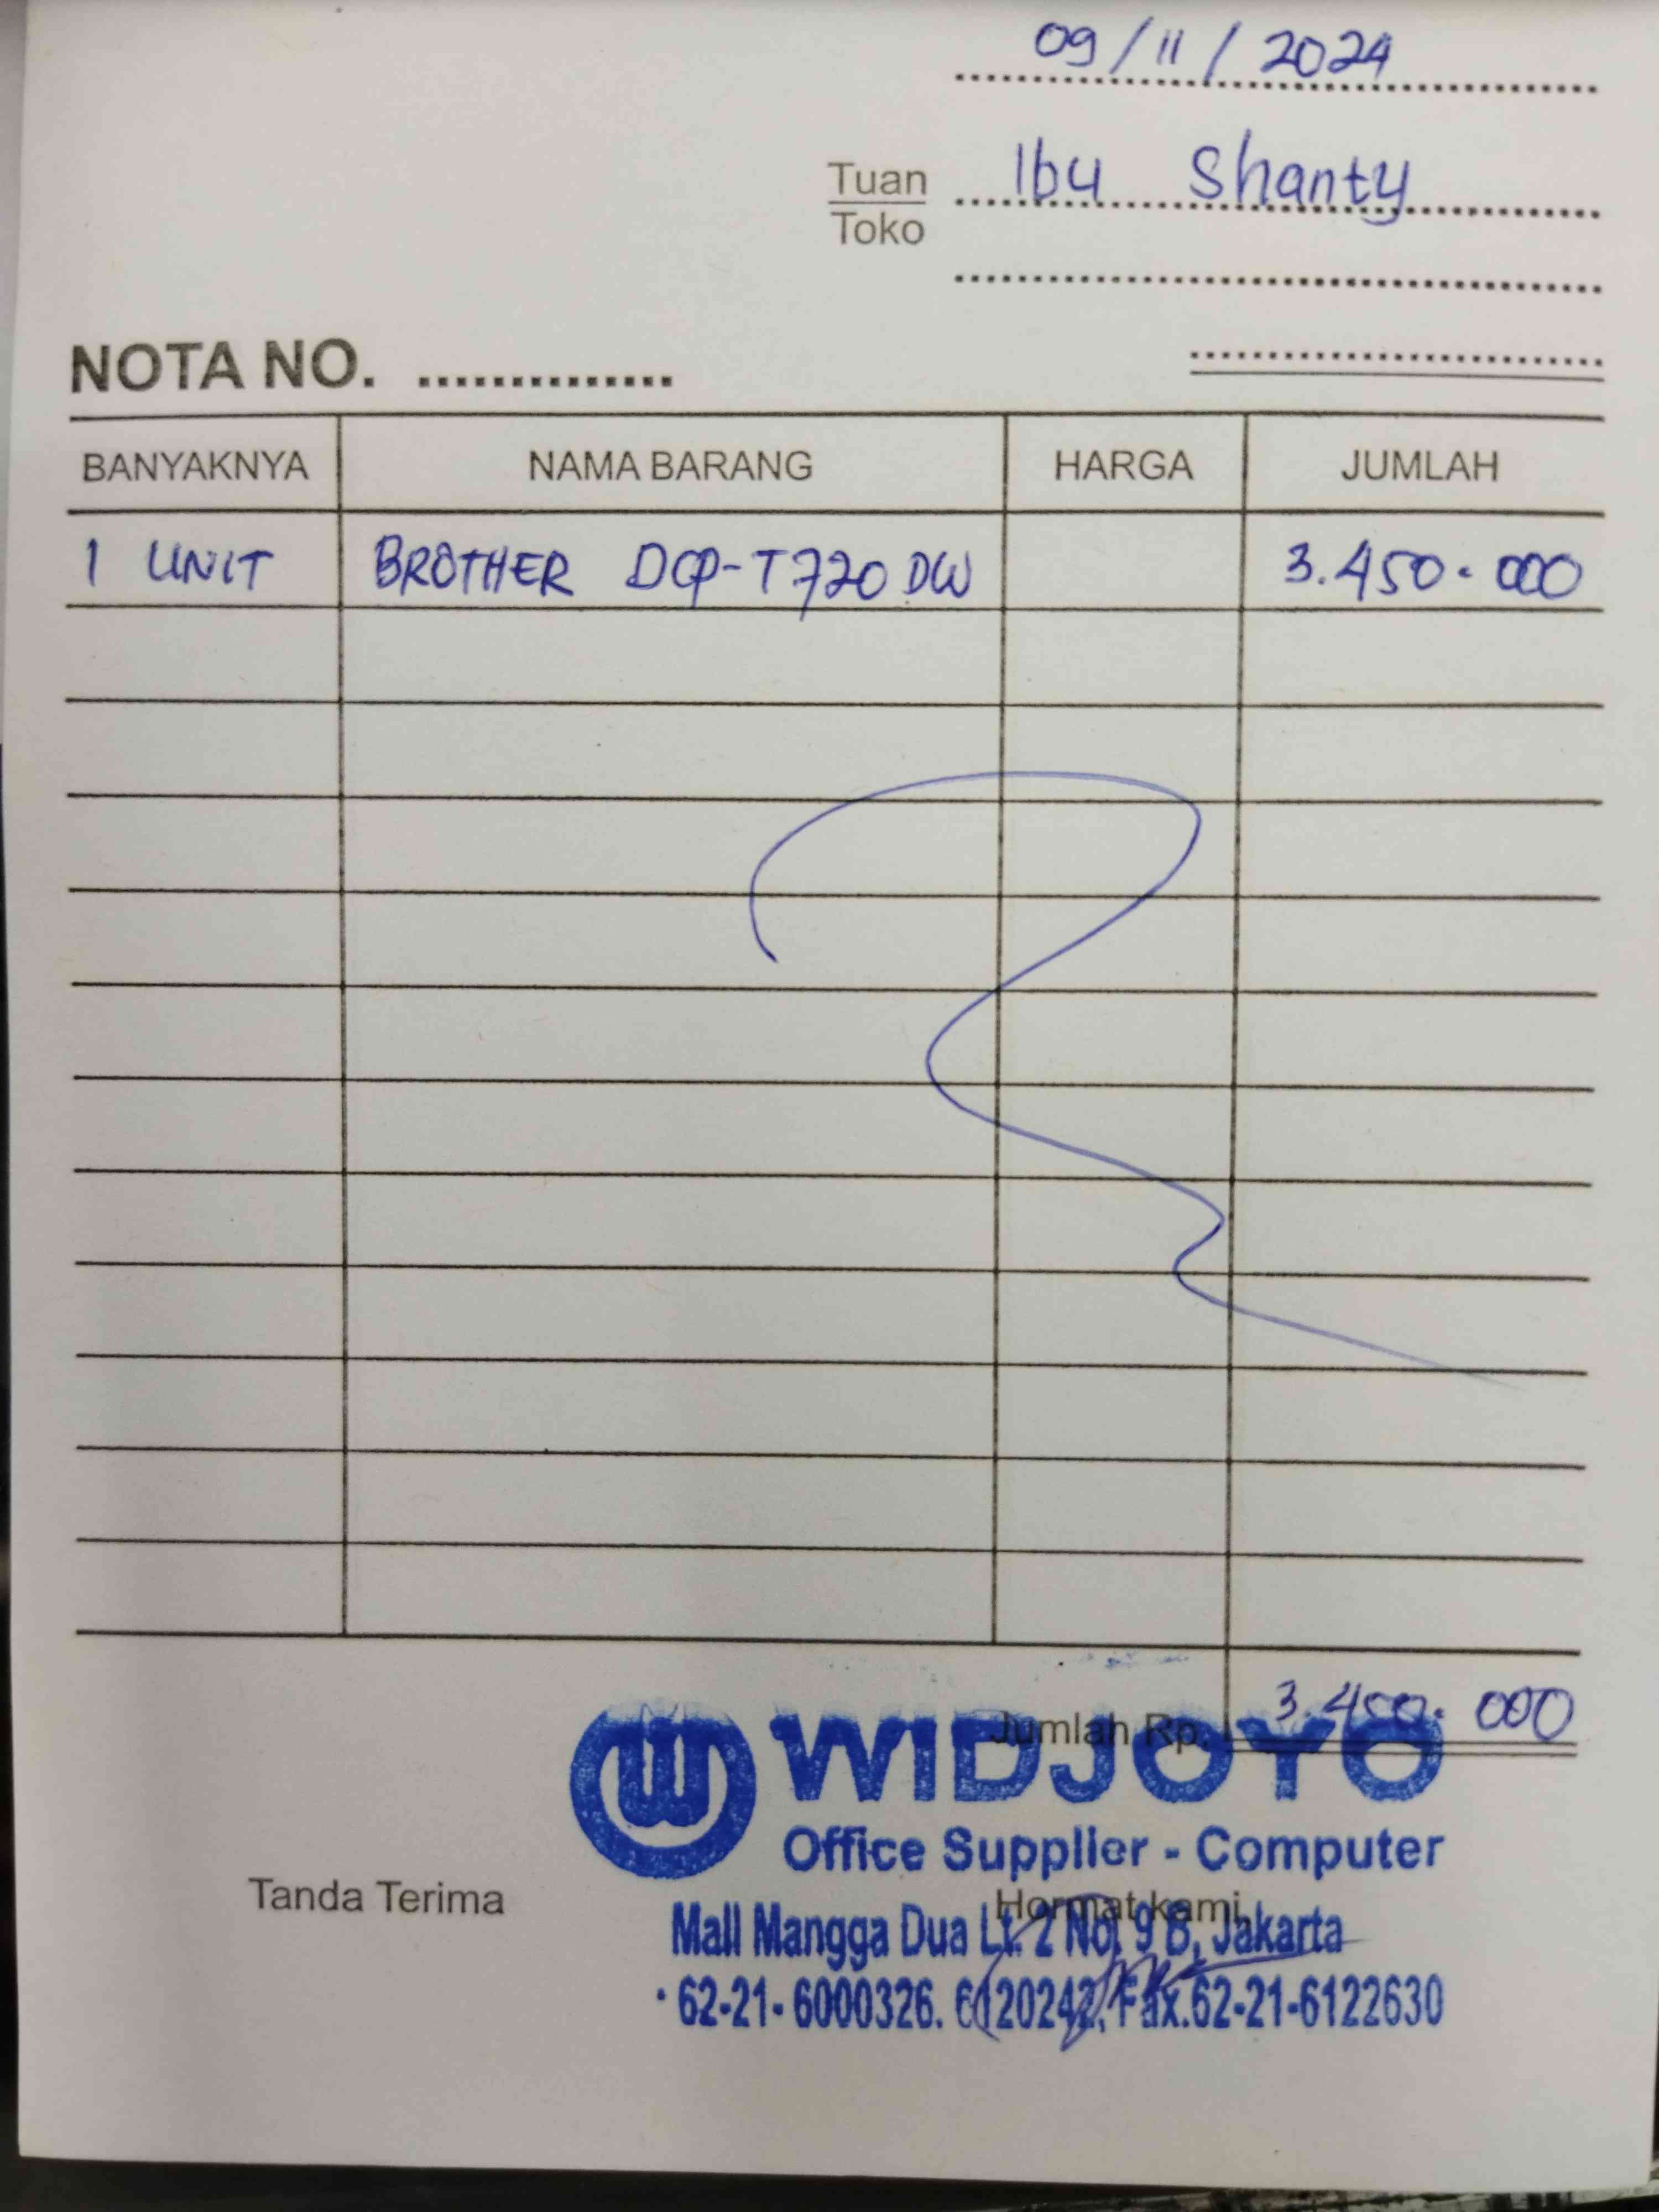 09/11/2024
Tuan Ibu Shanty
Toko
NOTA NO. ..............
BANYAKNYA NAMA BARANG HARGA JUMLAH
1 UNIT BROTHER DCP-T720DW 3.450.000
Jumlah Rp. 3.450.000
WIDJOYO
Office Supplier - Computer
Tanda Terima Hormat kami,
Mall Mangga Dua Lt. 2 No. 9 B, Jakarta
62-21-6000326. 6120242, Fax.62-21-6122630